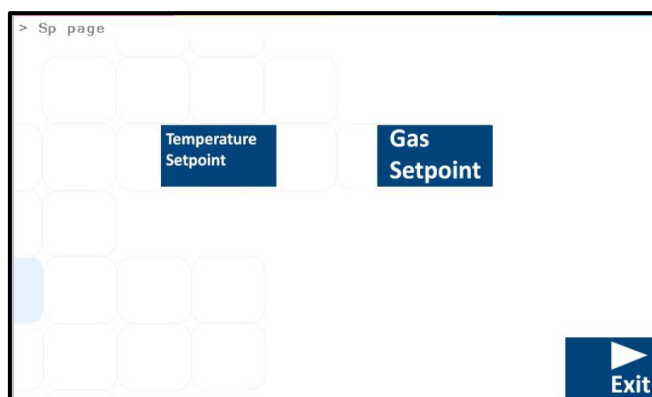 > Sp page
Temperature
Setpoint
Gas
Setpoint
Exit